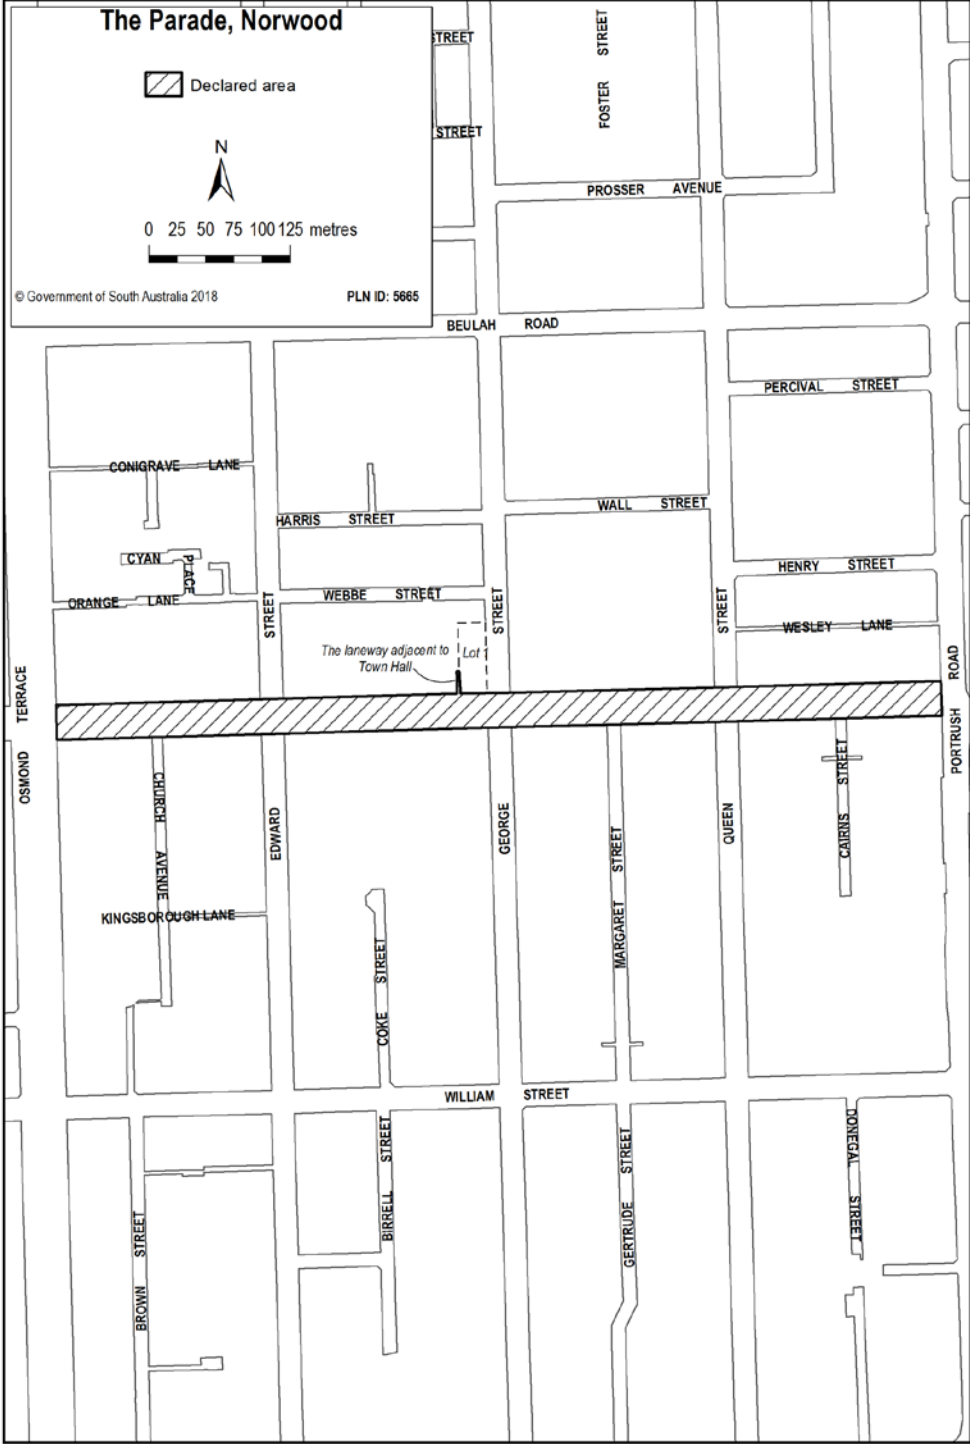 The Parade, Norwood
Declared area
N
0 25 50 75 100 125 metres
© Government of South Australia 2018
PLN ID: 5665
STREET
STREET
FOSTER STREET
PROSSER AVENUE
BEULAH ROAD
PERCIVAL STREET
CONIGRAVE LANE
HARRIS STREET
WALL STREET
CYAN PLACE
HENRY STREET
ORANGE LANE
WEBBE STREET
WESLEY LANE
The laneway adjacent to
Town Hall
Lot
OSMOND TERRACE
EDWARD STREET
GEORGE STREET
QUEEN STREET
PORTRUSH ROAD
CHURCH AVENUE
MARGARET STREET
CAIRNS STREET
KINGSBOROUGH LANE
COKE STREET
WILLIAM STREET
BROWN STREET
BIRRELL STREET
GERTRUDE STREET
DONEGAL STREET